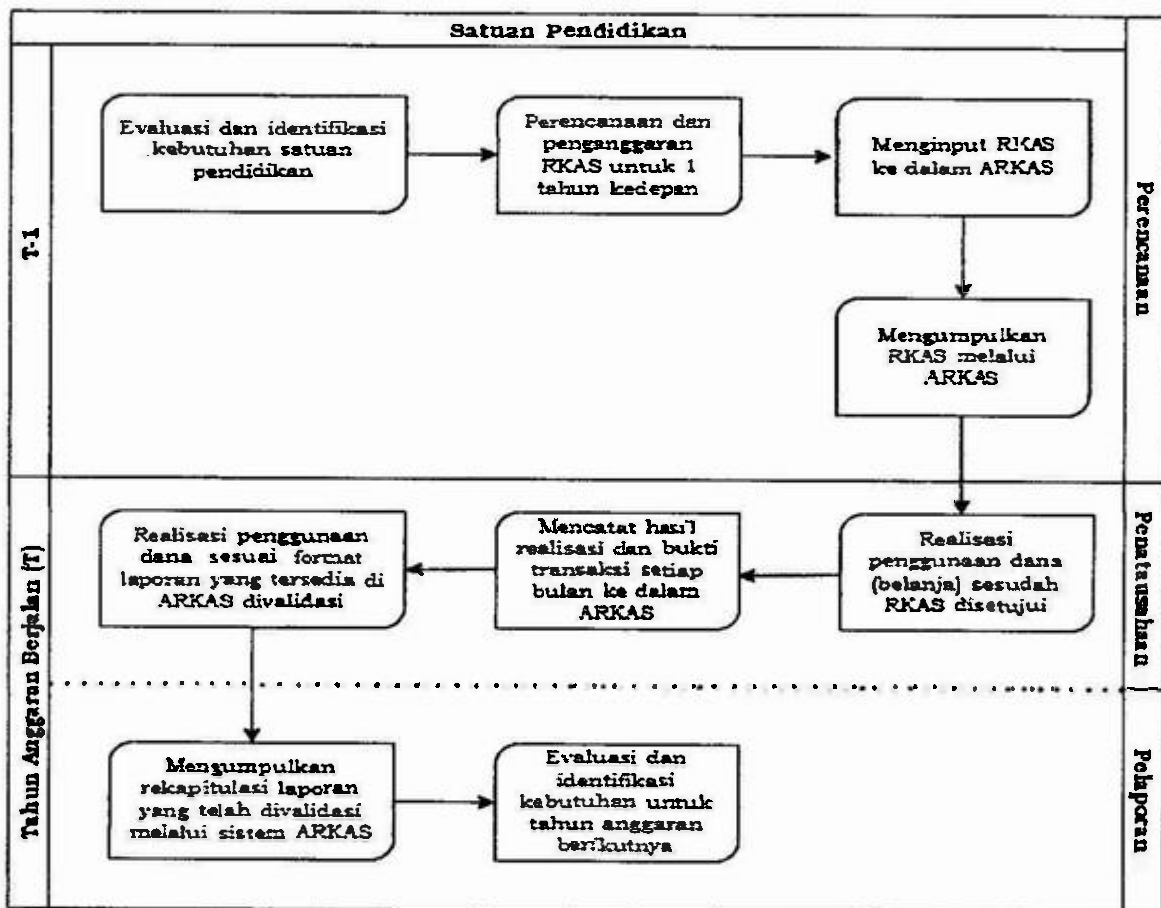 Satuan Pendidikan
T-1
Perencanaan
Evaluasi dan identifikasi
kebutuhan satuan
pendidikan
Perencanaan dan
penganggaran
RKAS untuk 1
tahun kedepan
Menginput RKAS
ke dalam ARKAS
Mengumpulkan
RKAS melalui
ARKAS
Tahun Anggaran Berjalan (T)
Penatausahaan
Realisasi
penggunaan dana
(belanja) sesudah
RKAS disetujui
Mencatat hasil
realisasi dan bukti
transaksi setiap
bulan ke dalam
ARKAS
Realisasi penggunaan
dana sesuai format
laporan yang tersedia di
ARKAS divalidasi
Pelaporan
Mengumpulkan
rekapitulasi laporan
yang telah divalidasi
melalui sistem ARKAS
Evaluasi dan
identifikasi
kebutuhan untuk
tahun anggaran
berikutnya